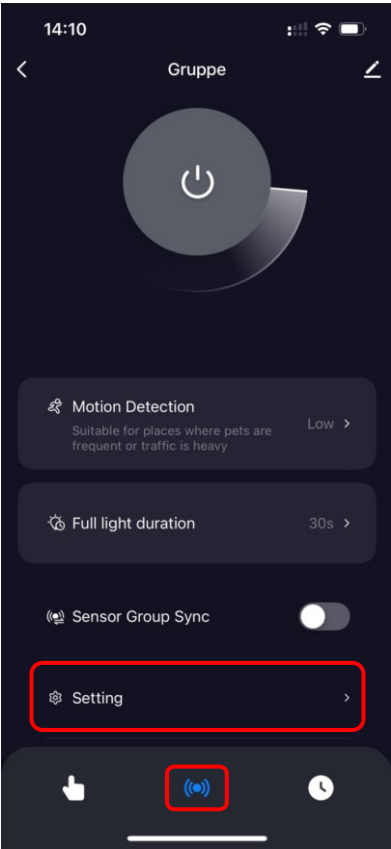 14:10
Gruppe
Motion Detection
Suitable for places where pets are
frequent or traffic is heavy
Low
Full light duration
30s
Sensor Group Sync
Setting